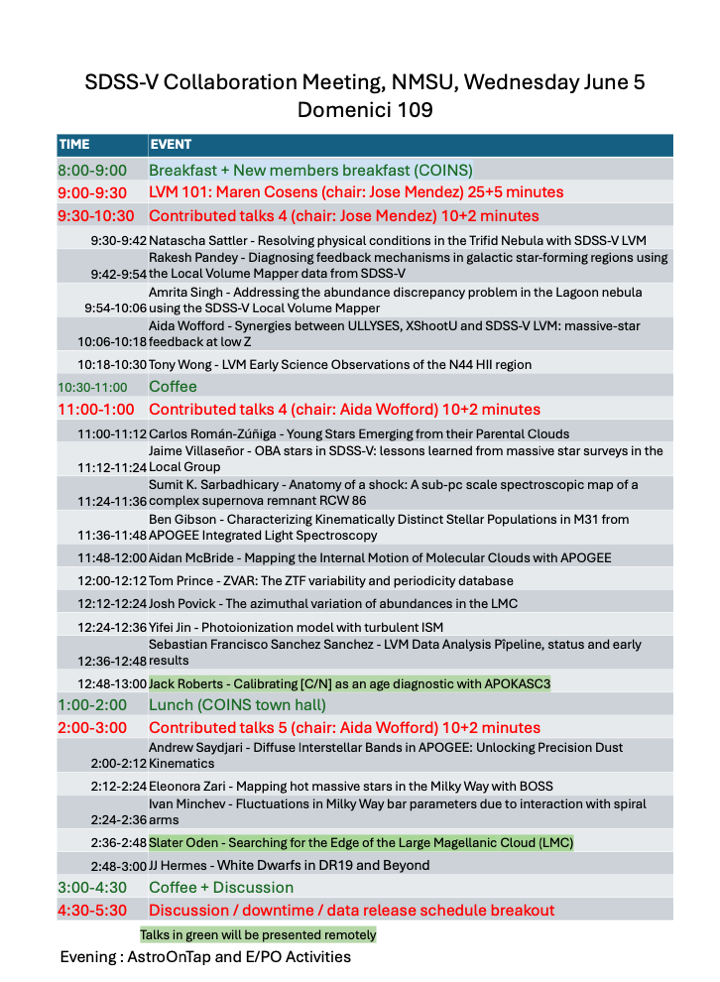 SDSS-V Collaboration Meeting, NMSU, Wednesday June 5
Domenici 109
TIME EVENT
8:00-9:00 Breakfast + New members breakfast (COINS)
9:00-9:30 LVM 101: Maren Cosens (chair: Jose Mendez) 25+5 minutes
9:30-10:30 Contributed talks 4 (chair: Jose Mendez) 10+2 minutes
9:30-9:42 Natascha Sattler - Resolving physical conditions in the Trifid Nebula with SDSS-V LVM
Rakesh Pandey - Diagnosing feedback mechanisms in galactic star-forming regions using
9:42-9:54 the Local Volume Mapper data from SDSS-V
Amrita Singh - Addressing the abundance discrepancy problem in the Lagoon nebula
9:54-10:06 using the SDSS-V Local Volume Mapper
Aida Wofford - Synergies between ULLYSES, XShootU and SDSS-V LVM: massive-star
10:06-10:18 feedback at low Z
10:18-10:30 Tony Wong - LVM Early Science Observations of the N44 HII region
10:30-11:00 Coffee
11:00-1:00 Contributed talks 4 (chair: Aida Wofford) 10+2 minutes
11:00-11:12 Carlos Román-Zúñiga - Young Stars Emerging from their Parental Clouds
Jaime Villaseñor - OBA stars in SDSS-V: lessons learned from massive star surveys in the
11:12-11:24 Local Group
Sumit K. Sarbadhicary - Anatomy of a shock: A sub-pc scale spectroscopic map of a
11:24-11:36 complex supernova remnant RCW 86
Ben Gibson - Characterizing Kinematically Distinct Stellar Populations in M31 from
11:36-11:48 APOGEE Integrated Light Spectroscopy
11:48-12:00 Aidan McBride - Mapping the Internal Motion of Molecular Clouds with APOGEE
12:00-12:12 Tom Prince - ZVAR: The ZTF variability and periodicity database
12:12-12:24 Josh Povick - The azimuthal variation of abundances in the LMC
12:24-12:36 Yifei Jin - Photoionization model with turbulent ISM
Sebastian Francisco Sanchez Sanchez - LVM Data Analysis Pîpeline, status and early
12:36-12:48 results
12:48-13:00 Jack Roberts - Calibrating [C/N] as an age diagnostic with APOKASC3
1:00-2:00 Lunch (COINS town hall)
2:00-3:00 Contributed talks 5 (chair: Aida Wofford) 10+2 minutes
Andrew Saydjari - Diffuse Interstellar Bands in APOGEE: Unlocking Precision Dust
2:00-2:12 Kinematics
2:12-2:24 Eleonora Zari - Mapping hot massive stars in the Milky Way with BOSS
Ivan Minchev - Fluctuations in Milky Way bar parameters due to interaction with spiral
2:24-2:36 arms
2:36-2:48 Slater Oden - Searching for the Edge of the Large Magellanic Cloud (LMC)
2:48-3:00 JJ Hermes - White Dwarfs in DR19 and Beyond
3:00-4:30 Coffee + Discussion
4:30-5:30 Discussion / downtime / data release schedule breakout
Talks in green will be presented remotely
Evening : AstroOnTap and E/PO Activities